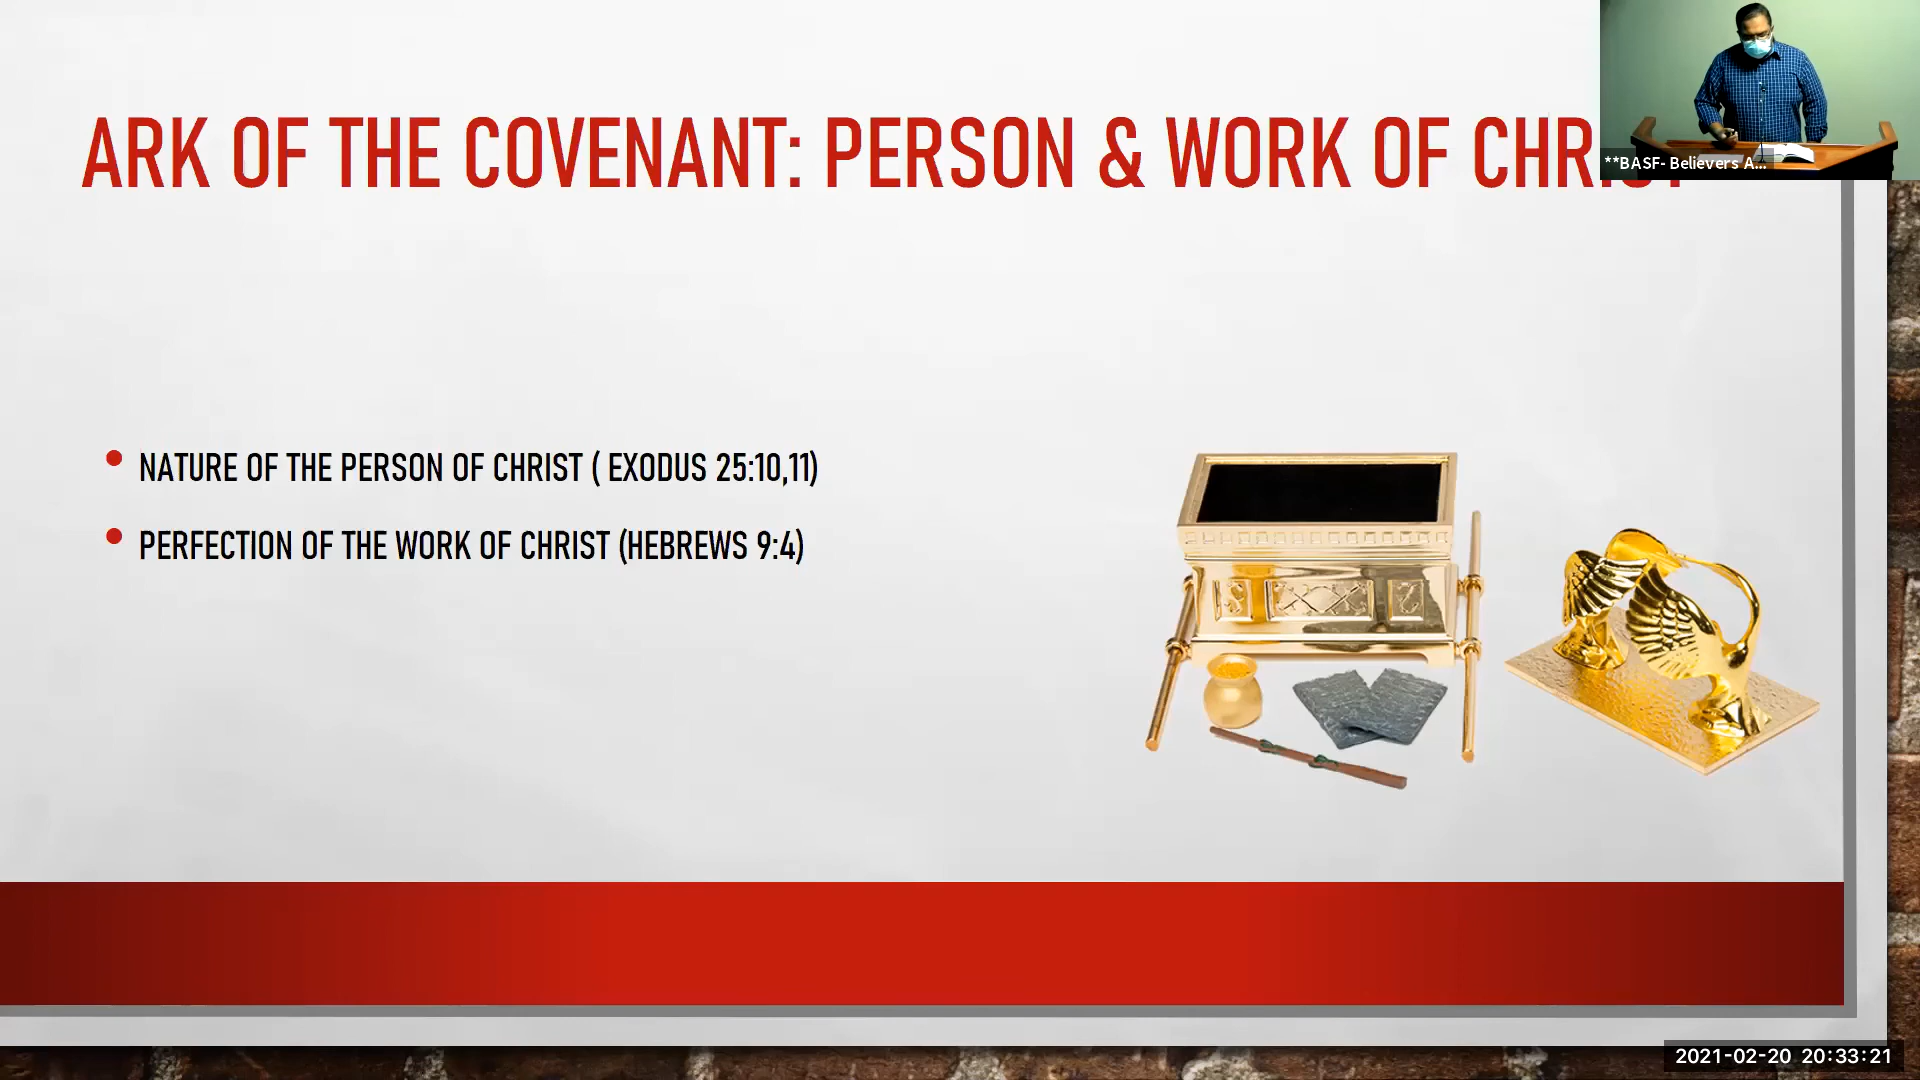 ARK OF THE COVENANT: PERSON & WORK OF
**BASF- Believers A...
• NATURE OF THE PERSON OF CHRIST ( EXODUS 25:10,11)
• PERFECTION OF THE WORK OF CHRIST (HEBREWS 9:4)
2021-02-20 20:33:21